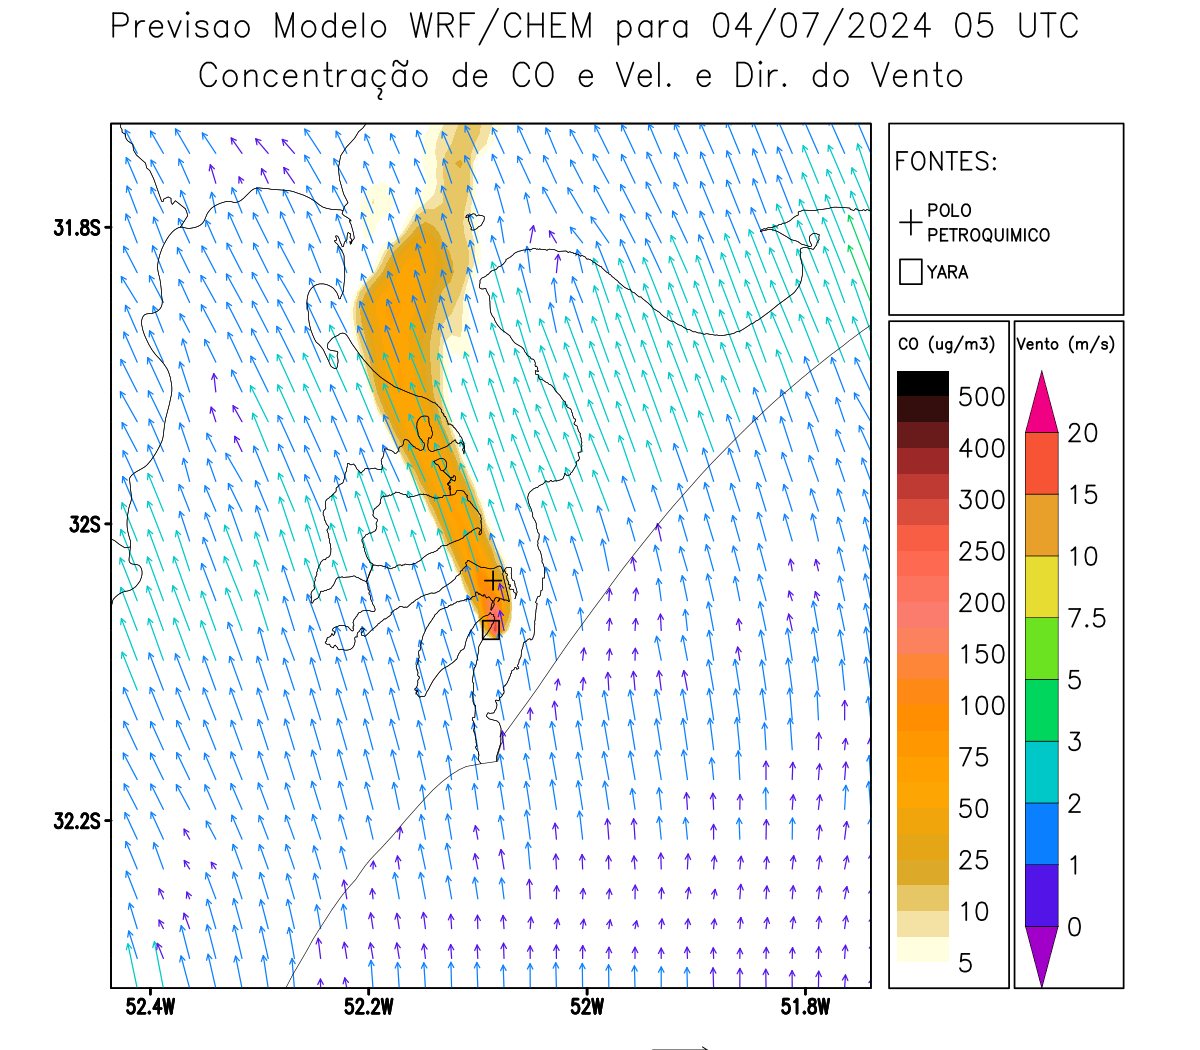 Previsao Modelo WRF/CHEM para 04/07/2024 05 UTC
Concentração de CO e Vel. e Dir. do Vento
31.8S
32S
32.2S
52.4W
52.2W
52W
51.8W
FONTES:
POLO
PETROQUIMICO
YARA
CO (ug/m3)
500
400
300
250
200
150
100
75
50
25
10
5
Vento (m/s)
20
15
10
7.5
5
3
2
1
0